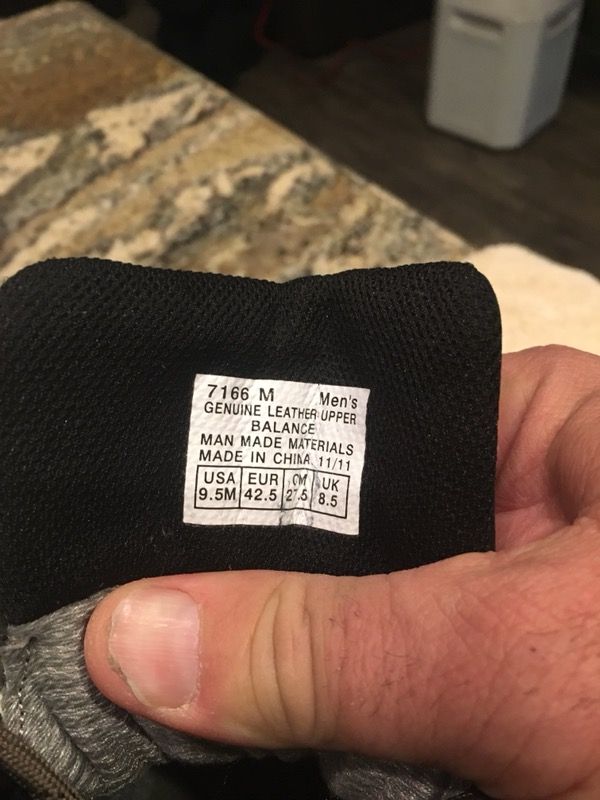 7166 M Men's
GENUINE LEATHER UPPER
BALANCE
MAN MADE MATERIALS
MADE IN CHINA 11/11
USA EUR CM UK
9.5M 42.5 27.5 8.5